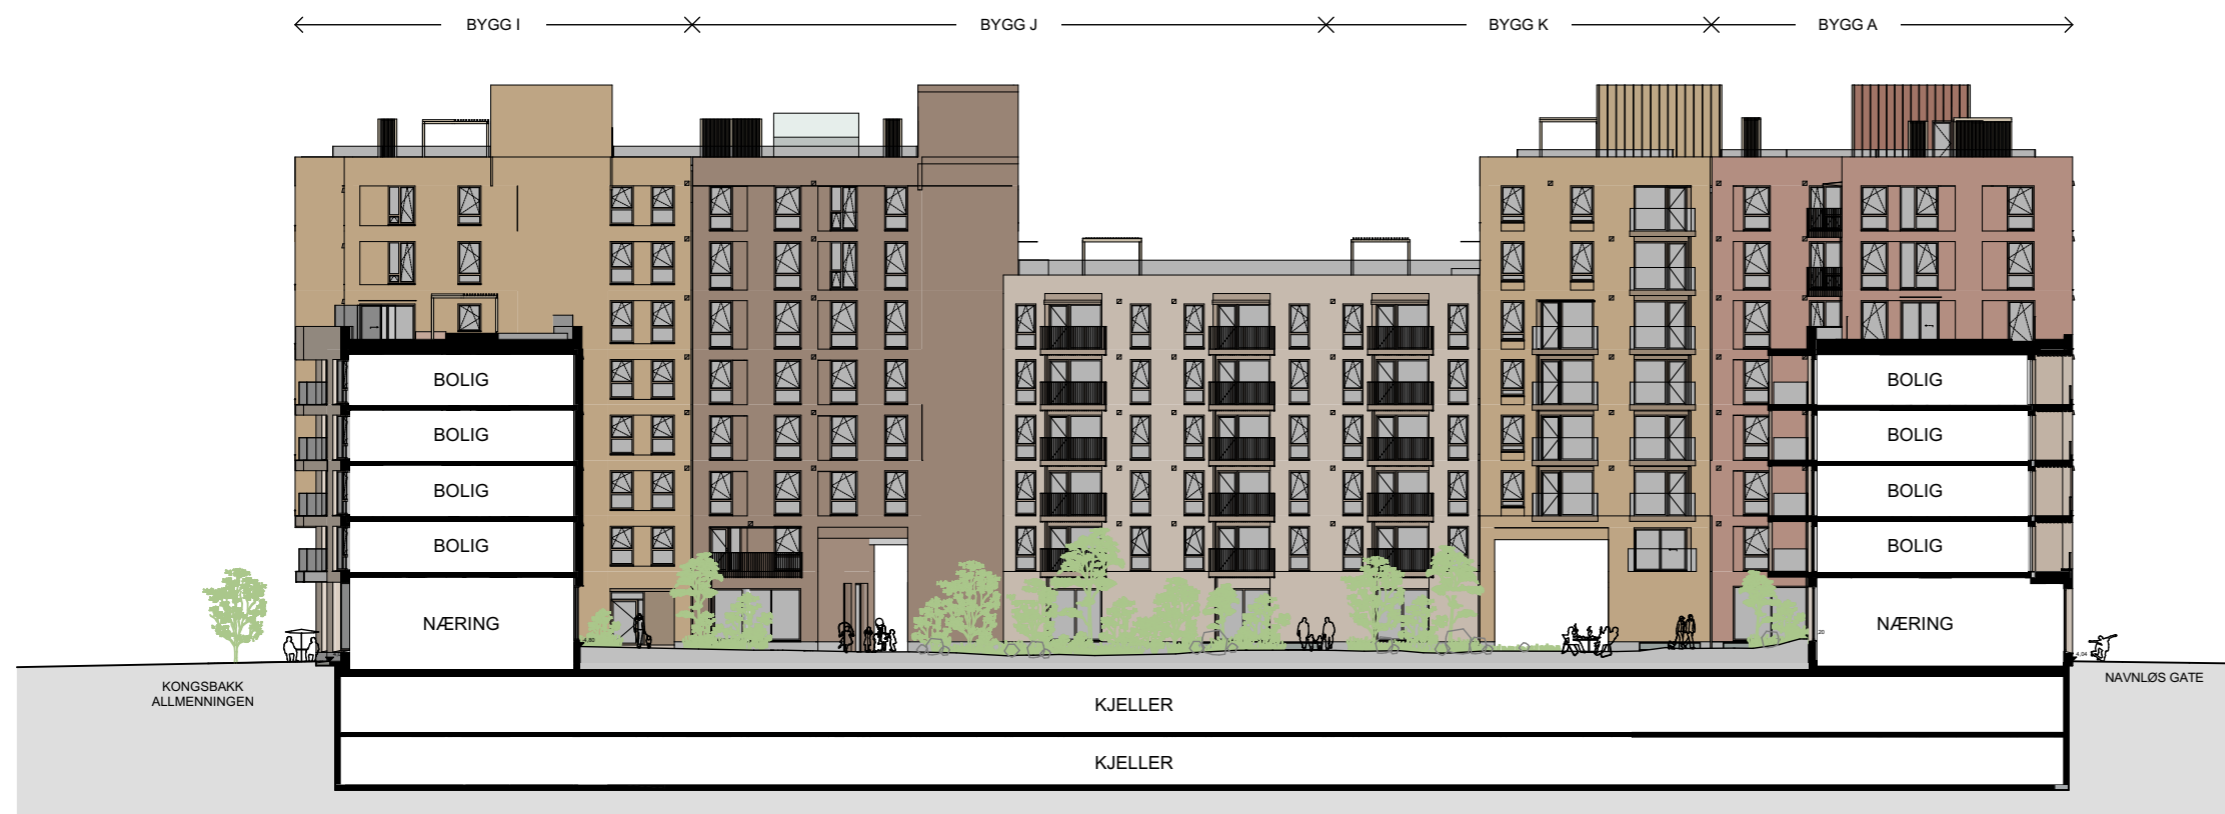 BYGG I
BYGG J
BYGG K
BYGG A
BOLIG
BOLIG
BOLIG
BOLIG
BOLIG
BOLIG
BOLIG
BOLIG
NÆRING
NÆRING
KONGSBAKK
ALLMENNINGEN
NAVNLØS GATE
KJELLER
KJELLER